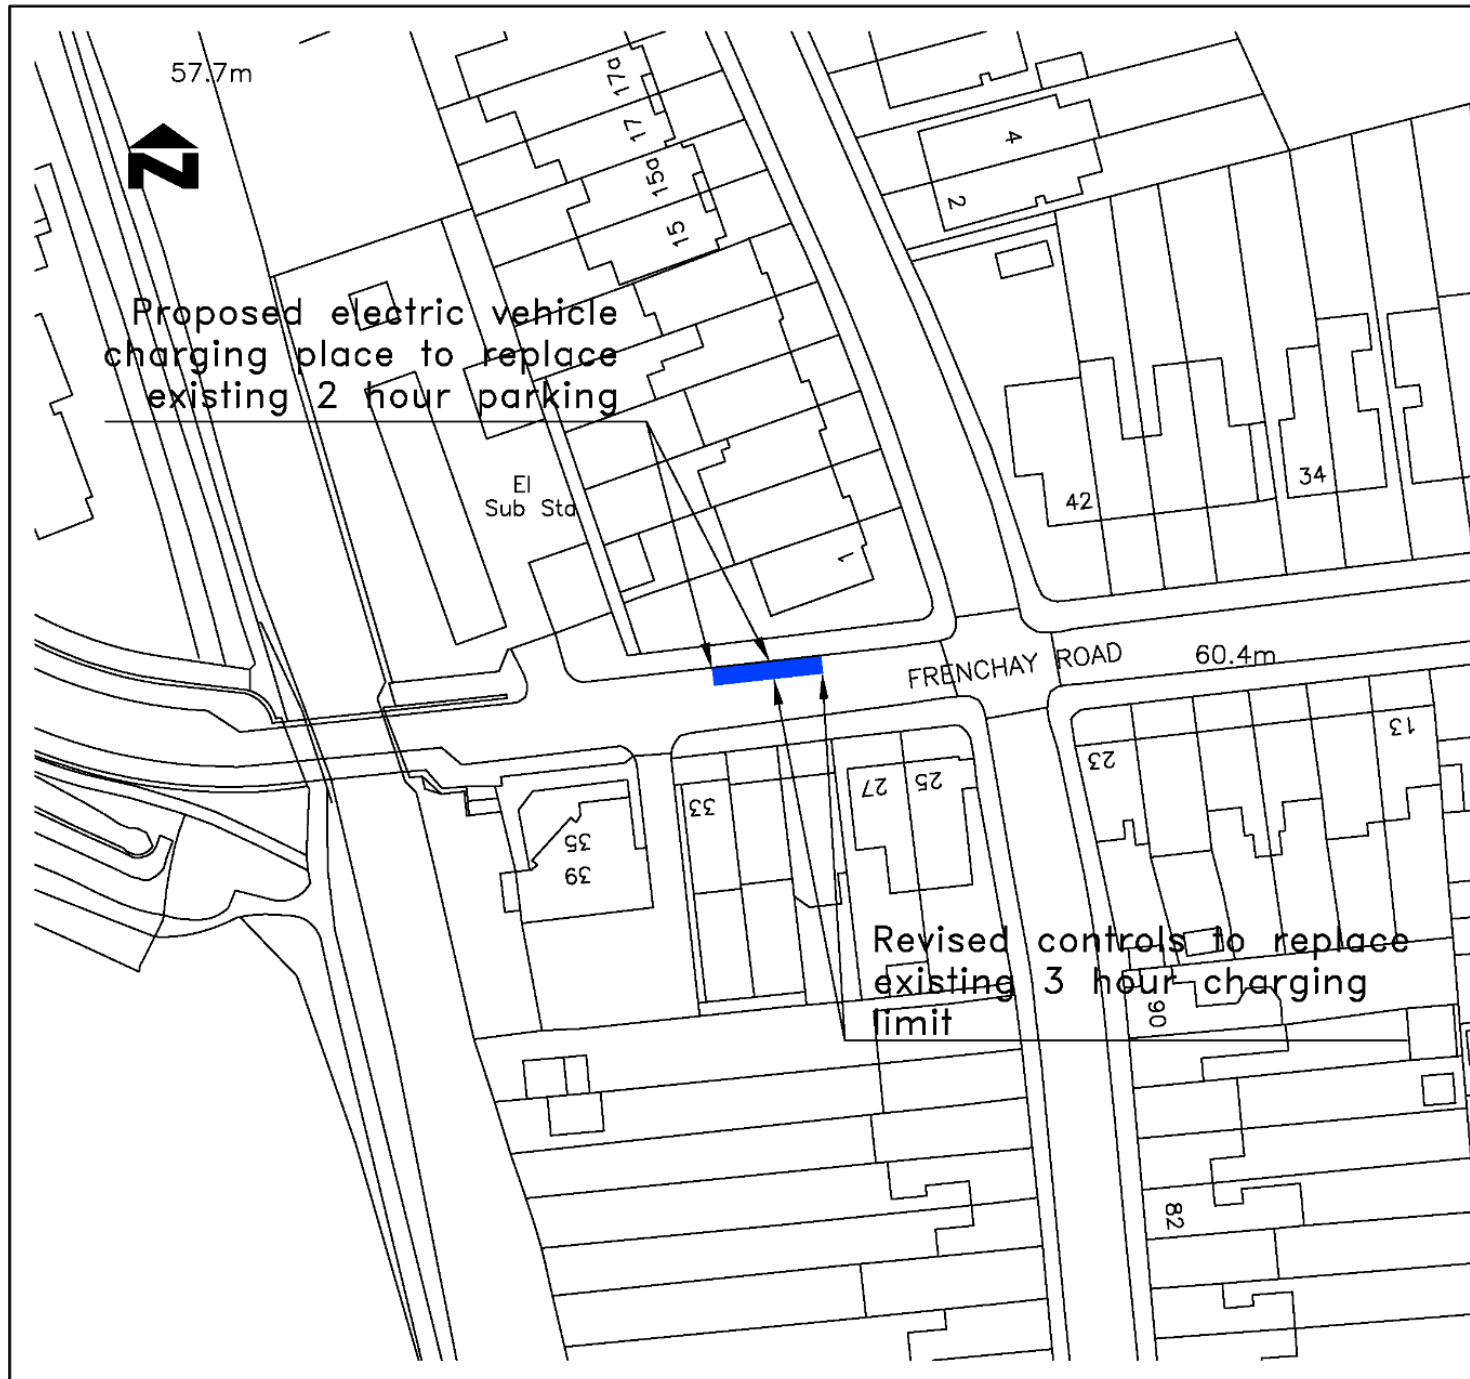 57.7m
N
17a
17
15a
15
4
2
Proposed electric vehicle
charging place to replace
existing 2 hour parking
El
Sub Sta
42
34
1
FRENCHAY ROAD
60.4m
13
23
27
25
33
35
39
Revised controls to replace
existing 3 hour charging
limit
90
82